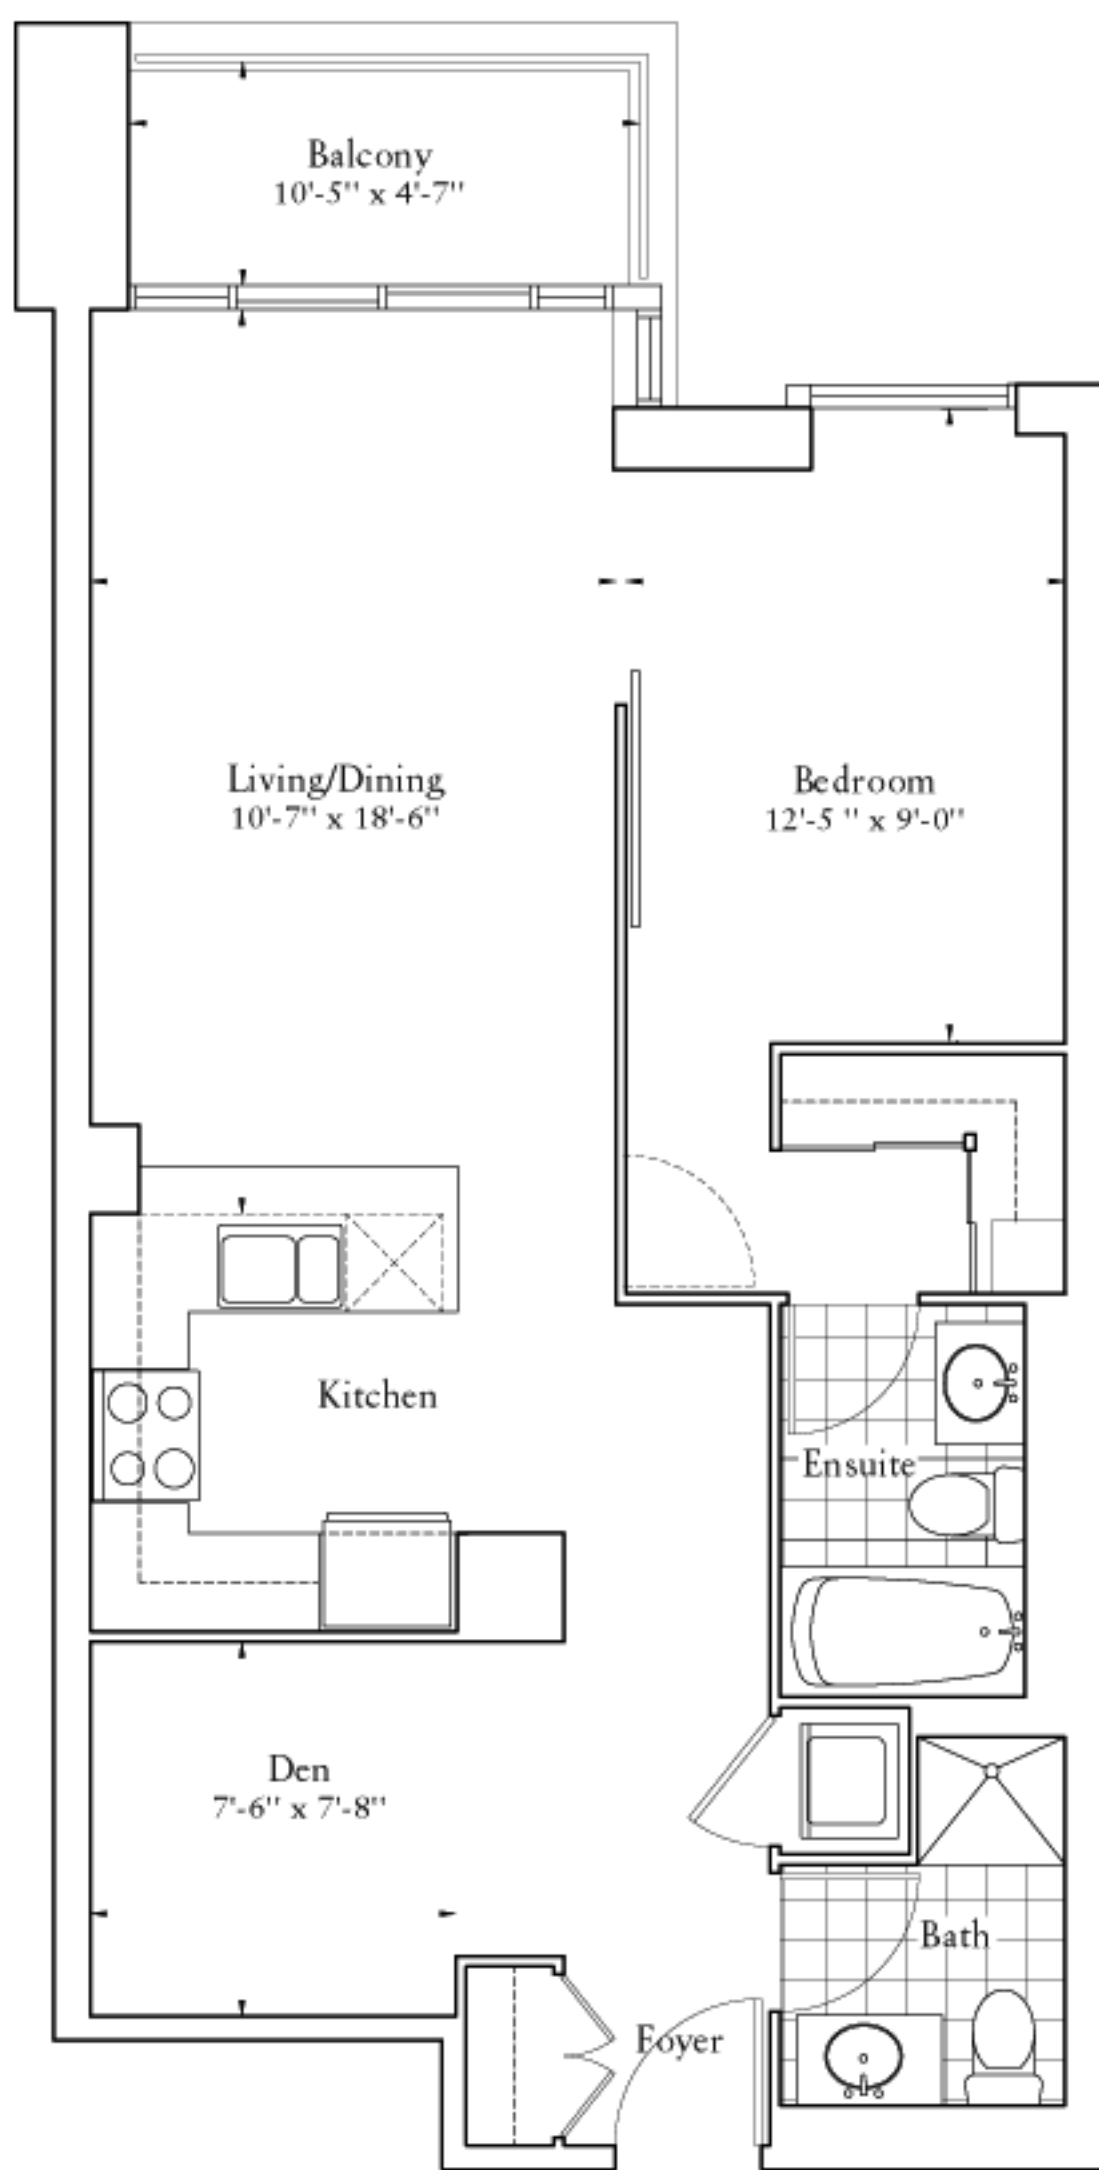 Balcony
10'-5" x 4'-7"
Living/Dining
10'-7" x 18'-6"
Bedroom
12'-5 " x 9'-0"
Kitchen
Ensuite
Den
7'-6" x 7'-8"
Bath
Foyer